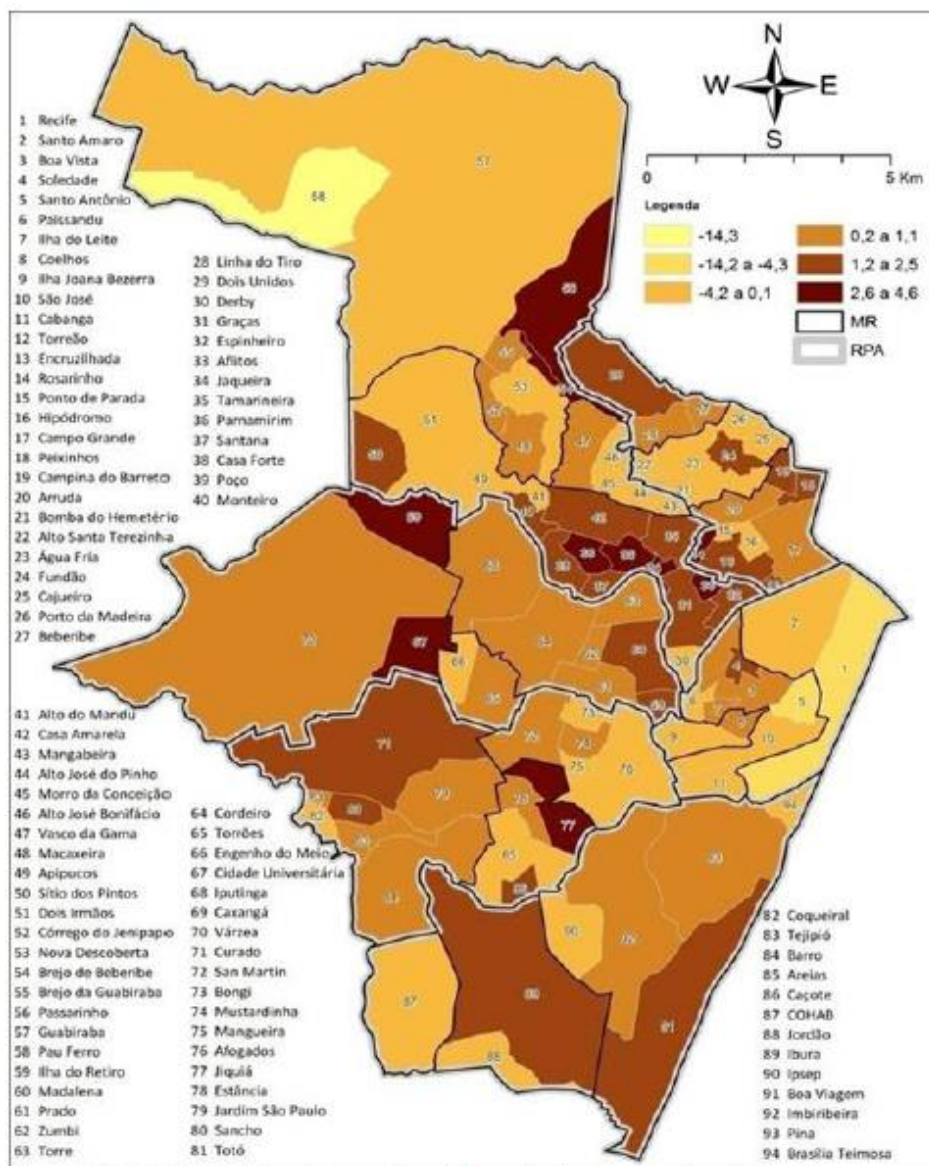 N
W E
S
0 5 Km
Legenda
-14,3
-14,2 a -4,3
-4,2 a 0,1
0,2 a 1,1
1,2 a 2,5
2,6 a 4,6
MR
RPA
1 Recife
2 Santo Amaro
3 Boa Vista
4 Soledade
5 Santo Antônio
6 Paissandu
7 Ilha do Leite
8 Coelhos
9 Ilha Joana Bezerra
10 São José
11 Cabanga
12 Torreão
13 Encruzilhada
14 Rosarinho
15 Ponto de Parada
16 Hipódromo
17 Campo Grande
18 Peixinhos
19 Campina do Barreto
20 Arruda
21 Bomba do Hemetério
22 Alto Santa Terezinha
23 Água Fria
24 Fundão
25 Cajueiro
26 Porto da Madeira
27 Beberibe
28 Linha do Tiro
29 Dois Unidos
30 Derby
31 Graças
32 Espinheiro
33 Aflitos
34 Jaqueira
35 Tamarineira
36 Parnamirim
37 Santana
38 Casa Forte
39 Poço
40 Monteiro
41 Alto do Mandu
42 Casa Amarela
43 Mangabeira
44 Alto José do Pinho
45 Morro da Conceição
46 Alto José Bonifácio
47 Vasco da Gama
48 Macaxeira
49 Apipucos
50 Sítio dos Pintos
51 Dois Irmãos
52 Córrego do Jenipapo
53 Nova Descoberta
54 Brejo de Beberibe
55 Brejo da Guabiraba
56 Passarinho
57 Guabiraba
58 Pau Ferro
59 Ilha do Retiro
60 Madalena
61 Prado
62 Zumbi
63 Torre
64 Cordeiro
65 Torrões
66 Engenho do Meio
67 Cidade Universitária
68 Iputinga
69 Caxangá
70 Várzea
71 Curado
72 San Martin
73 Bongi
74 Mustardinha
75 Mangueira
76 Afogados
77 Jiquiá
78 Estância
79 Jardim São Paulo
80 Sancho
81 Totó
82 Coqueiral
83 Tejipió
84 Barro
85 Areias
86 Caçote
87 COHAB
88 Jordão
89 Ibura
90 Ipsep
91 Boa Viagem
92 Imbiribeira
93 Pina
94 Brasília Teimosa